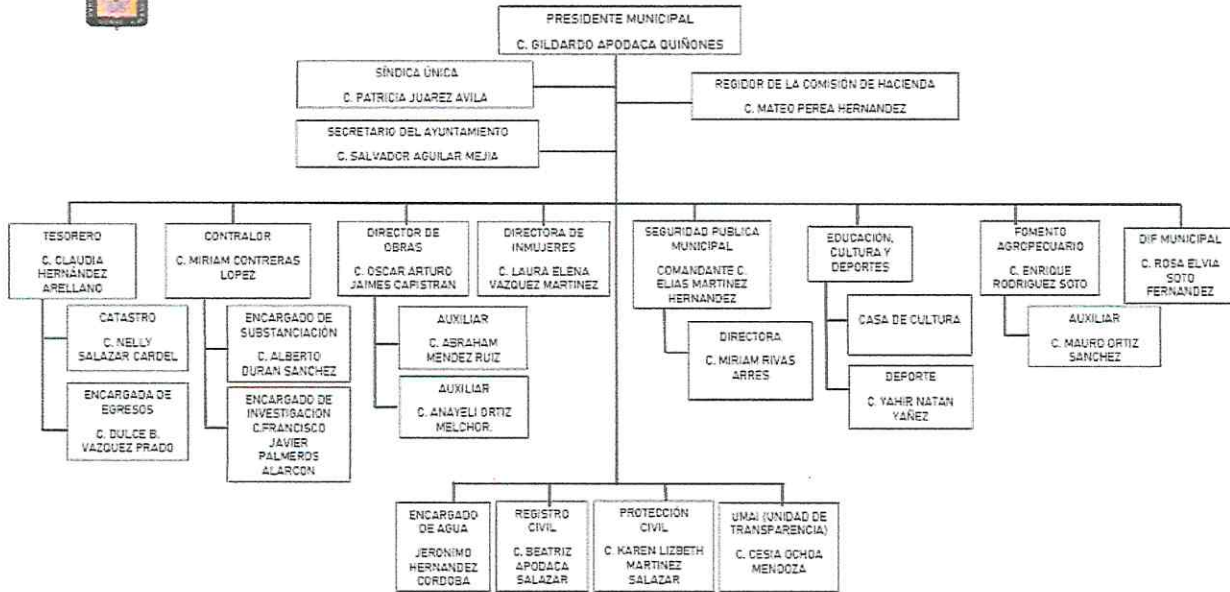 PRESIDENTE MUNICIPAL
C. GILDARDO APODACA QUIÑONES
SÍNDICA ÚNICA
C. PATRICIA JUAREZ AVILA
REGIDOR DE LA COMISIÓN DE HACIENDA
C. MATEO PEREA HERNANDEZ
SECRETARIO DEL AYUNTAMIENTO
C. SALVADOR AGUILAR MEJIA
TESORERO
C. CLAUDIA
HERNÁNDEZ
ARELLANO
CONTRALOR
C. MIRIAM CONTRERAS
LOPEZ
DIRECTOR DE
OBRAS
C. OSCAR ARTURO
JAIMES CAPISTRAN
DIRECTORA DE
INMUJERES
C. LAURA ELENA
VAZQUEZ MARTINEZ
SEGURIDAD PUBLICA
MUNICIPAL
COMANDANTE C.
ELIAS MARTINEZ
HERNANDEZ
EDUCACIÓN,
CULTURA Y
DEPORTES
FOMENTO
AGROPECUARIO
C. ENRIQUE
RODRIGUEZ SOTO
DIF MUNICIPAL
C. ROSA ELVIA
SOTO
FERNANDEZ
CATASTRO
C. NELLY
SALAZAR CARDEL
ENCARGADA DE
EGRESOS
C. DULCE B.
VAZQUEZ PRADO
ENCARGADO DE
SUBSTANCIACIÓN
C. ALBERTO
DURAN SANCHEZ
ENCARGADO DE
INVESTIGACION
C.FRANCISCO
JAVIER
PALMEROS
ALARCON
AUXILIAR
C. ABRAHAM
MENDEZ RUIZ
AUXILIAR
C. ANAYELI ORTIZ
MELCHOR.
DIRECTORA
C. MIRIAM RIVAS
ARRES
CASA DE CULTURA
DEPORTE
C. YAHIR NATAN
YAÑEZ
AUXILIAR
C. MAURO ORTIZ
SANCHEZ
ENCARGADO
DE AGUA
JERONIMO
HERNANDEZ
CORDOBA
REGISTRO
CIVIL
C. BEATRIZ
APODACA
SALAZAR
PROTECCIÓN
CIVIL
C. KAREN LIZBETH
MARTINEZ
SALAZAR
UMAI (UNIDAD DE
TRANSPARENCIA)
C. CESIA OCHOA
MENDOZA